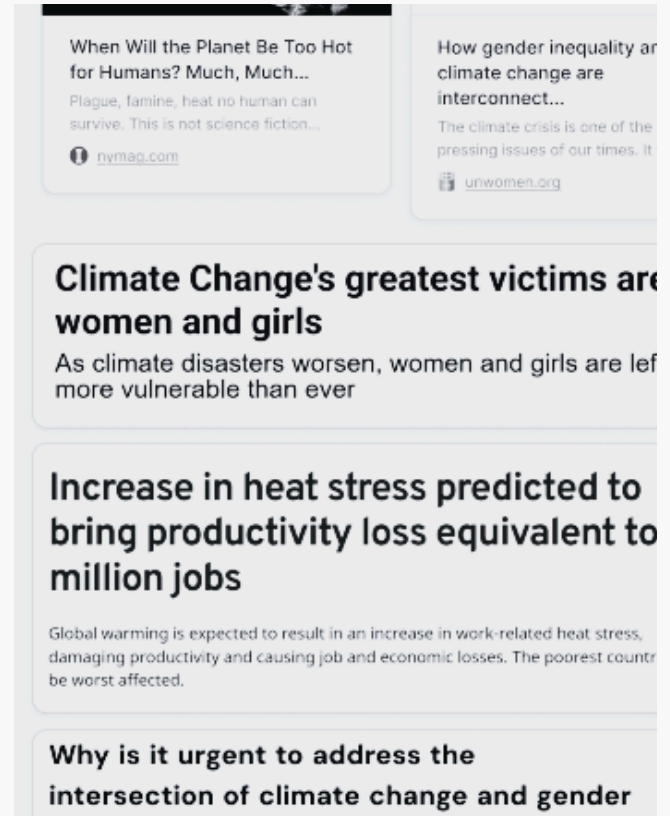 When Will the Planet Be Too Hot
for Humans? Much, Much...
Plague, famine, heat no human can
survive. This is not science fiction...
nymag.com
How gender inequality
climate change are
interconnect...
The climate crisis is one of the
pressing issues of our times. It
unwomen.org
Climate Change's greatest victims are
women and girls
As climate disasters worsen, women and girls are
more vulnerable than ever
Increase in heat stress predicted to
bring productivity loss equivalent to
million jobs
Global warming is expected to result in an increase in work-related heat stress,
damaging productivity and causing job and economic losses. The poorest
be worst affected.
Why is it urgent to address the
intersection of climate change and gender